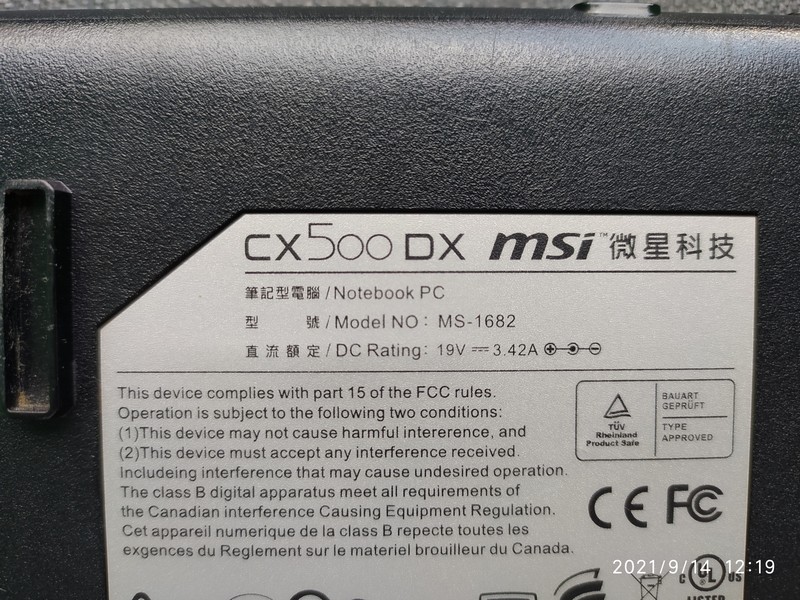 CX500 DX msi™ 微星科技
筆記型電腦 / Notebook PC
型 號 / Model NO : MS-1682
直流額定 / DC Rating: 19V ⎓ 3.42A
This device complies with part 15 of the FCC rules.
Operation is subject to the following two conditions:
(1)This device may not cause harmful intererence, and
(2)This device must accept any interference received.
Includeing interference that may cause undesired operation.
The class B digital apparatus meet all requirements of
the Canadian interference Causing Equipment Regulation.
Cet appareil numerique de la class B repecte toutes les
exgences du Reglement sur le materiel brouilleur du Canada.
TÜV
Rheinland
Product Safe
BAUART
GEPRÜFT
TYPE
APPROVED
CE FC
c UL US
LISTED
2021/9/14 12:19